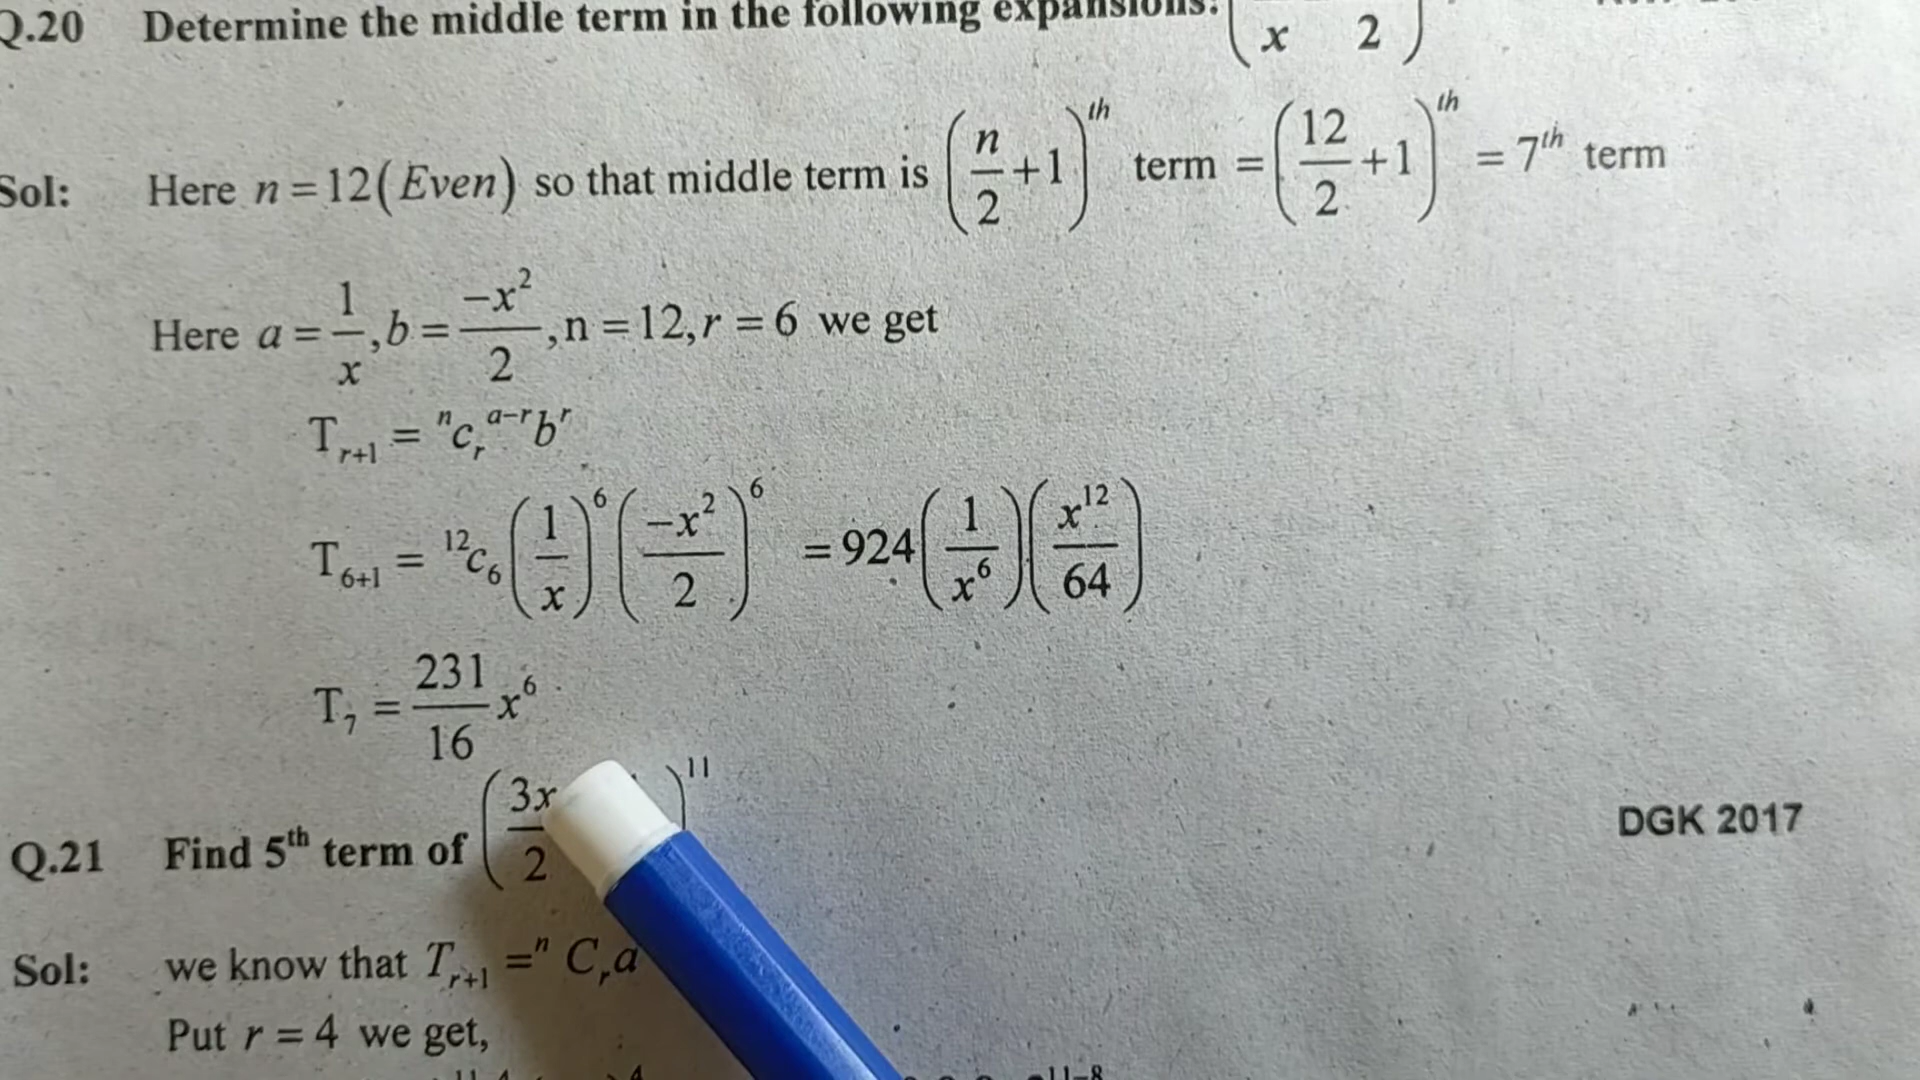 Q.20 Determine the middle term in the following expansions: ( x 2 )
Sol: Here n = 12(Even) so that middle term is (n/2 + 1)^th term = (12/2 + 1)^th = 7^th term
Here a = 1/x, b = -x^2/2, n = 12, r = 6 we get
T_{r+1} = ^n c_r ^{a-r} b^r
T_{6+1} = ^12 c_6 (1/x)^6 (-x^2/2)^6 = 924 (1/x^6)(x^12/64)
T_7 = 231/16 x^6
Q.21 Find 5^th term of (3x/2 )^11 DGK 2017
Sol: we know that T_{r+1} = ^n C_r a
Put r = 4 we get,